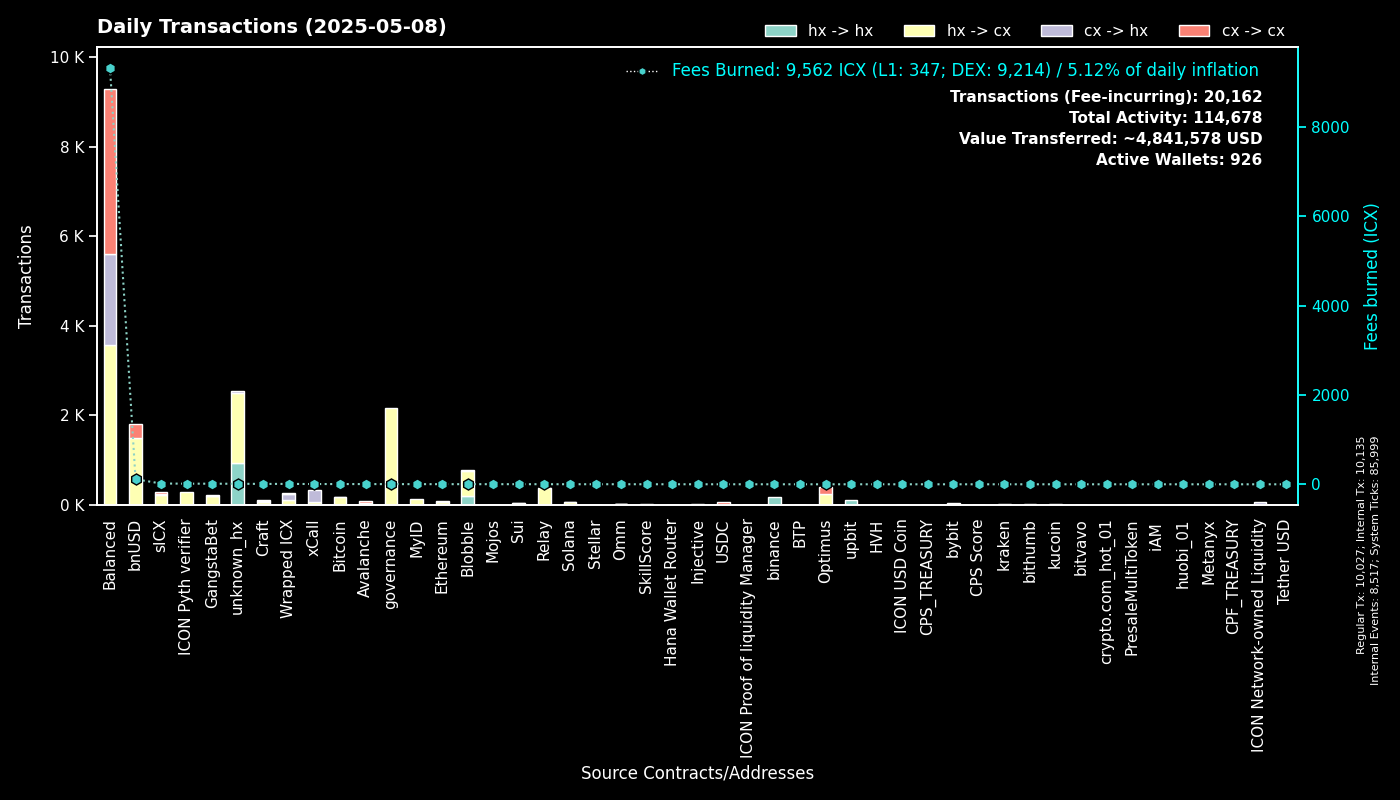 Daily Transactions (2025-05-08)
hx -> hx
hx -> cx
cx -> hx
cx -> cx
Fees Burned: 9,562 ICX (L1: 347; DEX: 9,214) / 5.12% of daily inflation
Transactions (Fee-incurring): 20,162
Total Activity: 114,678
Value Transferred: ~4,841,578 USD
Active Wallets: 926
Transactions
10 K
8 K
6 K
4 K
2 K
0 K
8000
6000
4000
2000
0
Fees burned (ICX)
Balanced
bnUSD
sICX
ICON Pyth verifier
GangstaBet
unknown_hx
Craft
Wrapped ICX
xCall
Bitcoin
Avalanche
governance
MyID
Ethereum
Blobble
Mojos
Sui
Relay
Solana
Stellar
Omm
SkillScore
Hana Wallet Router
Injective
USDC
ICON Proof of liquidity Manager
binance
BTP
Optimus
upbit
HVH
ICON USD Coin
CPS_TREASURY
bybit
CPS Score
kraken
bithumb
kucoin
bitvavo
crypto.com_hot_01
PresaleMultiToken
iAM
huobi_01
Metanyx
CPF_TREASURY
ICON Network-owned Liquidity
Tether USD
Source Contracts/Addresses
Regular Tx: 10,027; Internal Tx: 10,135
Internal Events: 8,517; System Ticks: 85,999